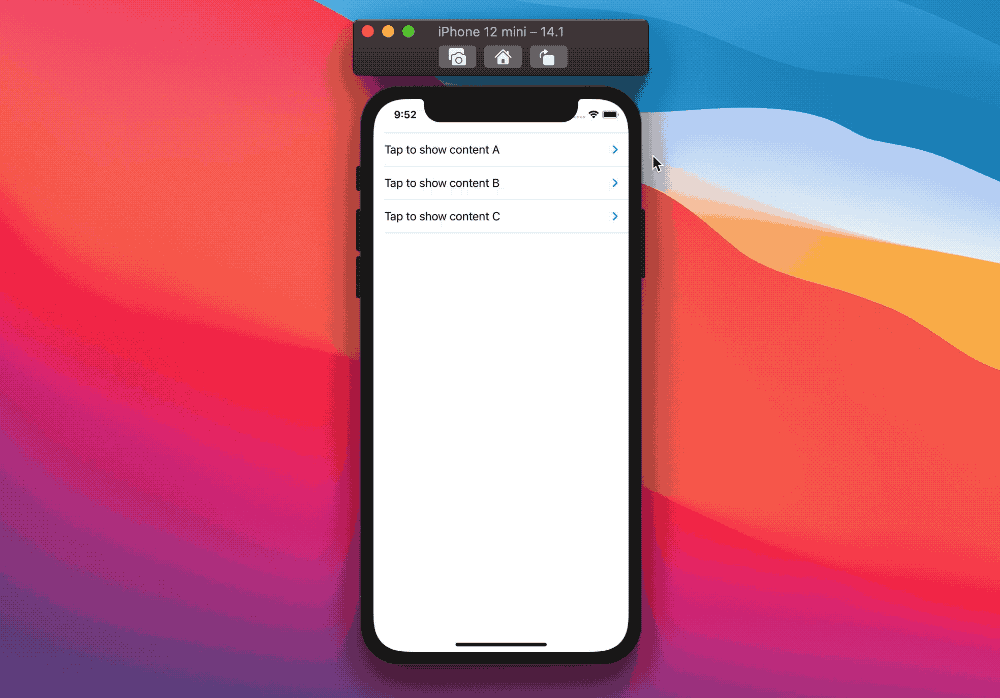 iPhone 12 mini – 14.1
9:52
Tap to show content A
Tap to show content B
Tap to show content C